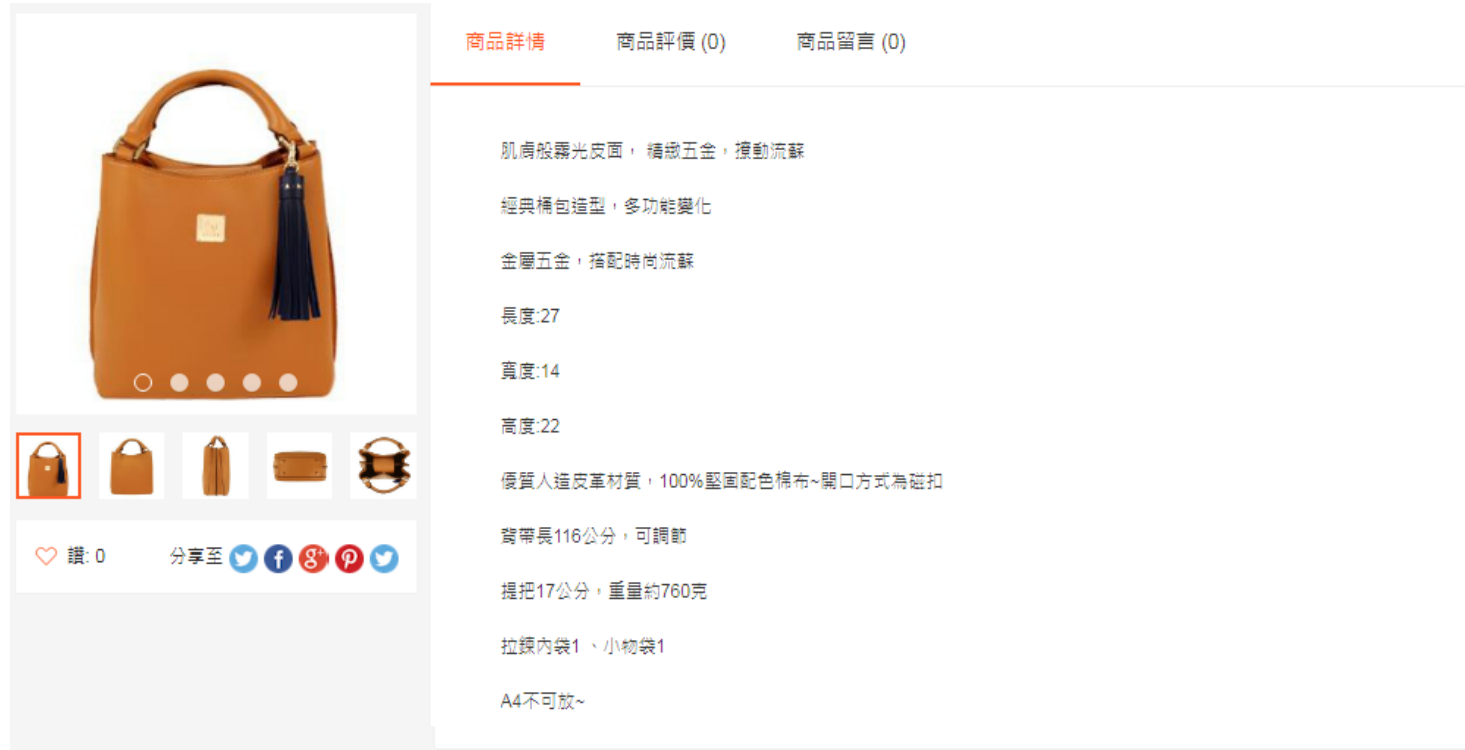 商品詳情
商品評價 (0)
商品留言 (0)
肌膚般霧光皮面， 精緻五金，撩動流蘇
經典桶包造型，多功能變化
金屬五金，搭配時尚流蘇
長度:27
寬度:14
高度:22
優質人造皮革材質，100%堅固配色棉布~開口方式為磁扣
背帶長116公分，可調節
提把17公分，重量約760克
拉鍊內袋1 、小物袋1
A4不可放~
讚: 0
分享至